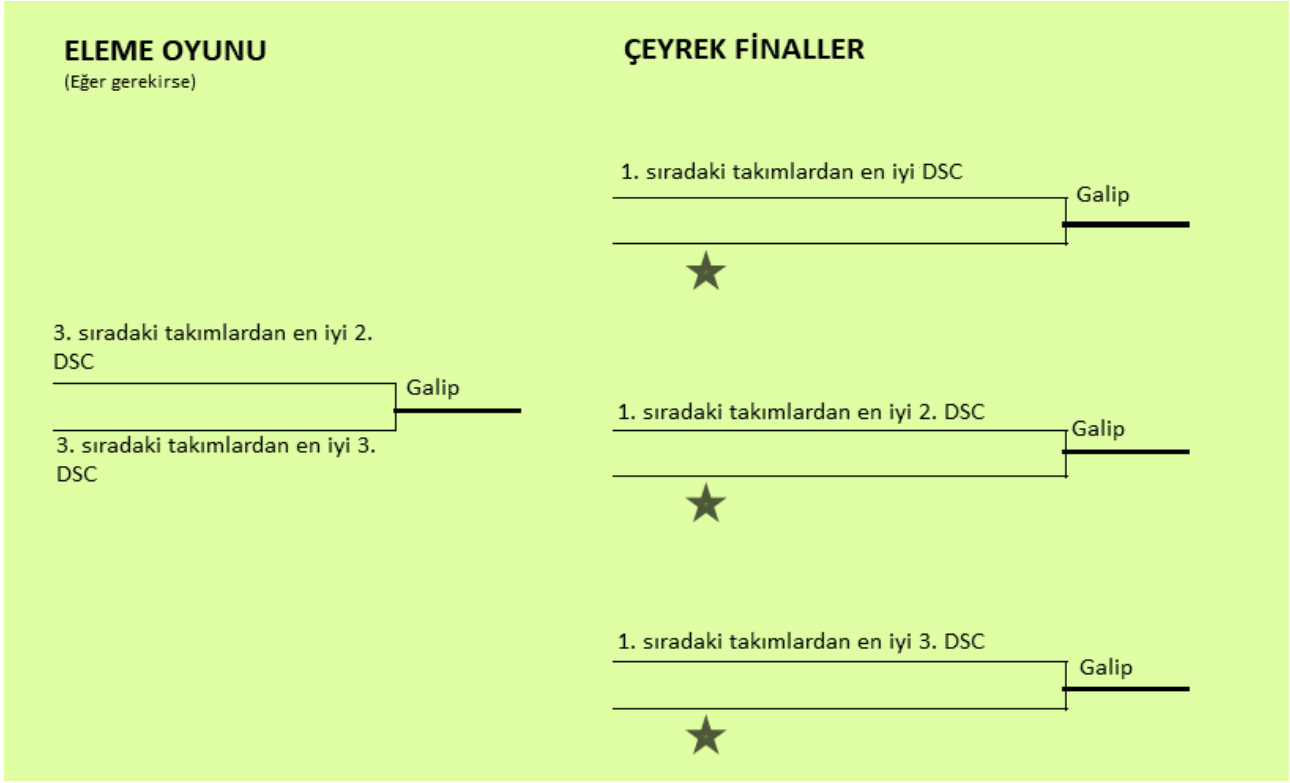 ELEME OYUNU
(Eğer gerekirse)
3. sıradaki takımlardan en iyi 2.
DSC
Galip
3. sıradaki takımlardan en iyi 3.
DSC
ÇEYREK FİNALLER
1. sıradaki takımlardan en iyi DSC
Galip
1. sıradaki takımlardan en iyi 2. DSC
Galip
1. sıradaki takımlardan en iyi 3. DSC
Galip